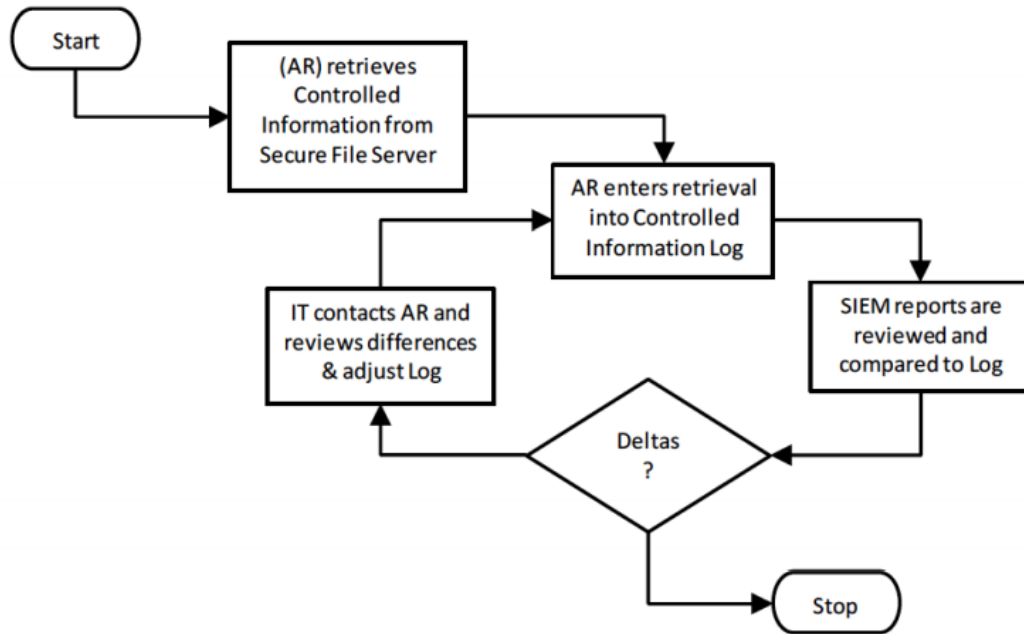 Start
(AR) retrieves
Controlled
Information from
Secure File Server
AR enters retrieval
into Controlled
Information Log
SIEM reports are
reviewed and
compared to Log
Deltas
?
IT contacts AR and
reviews differences
& adjust Log
Stop